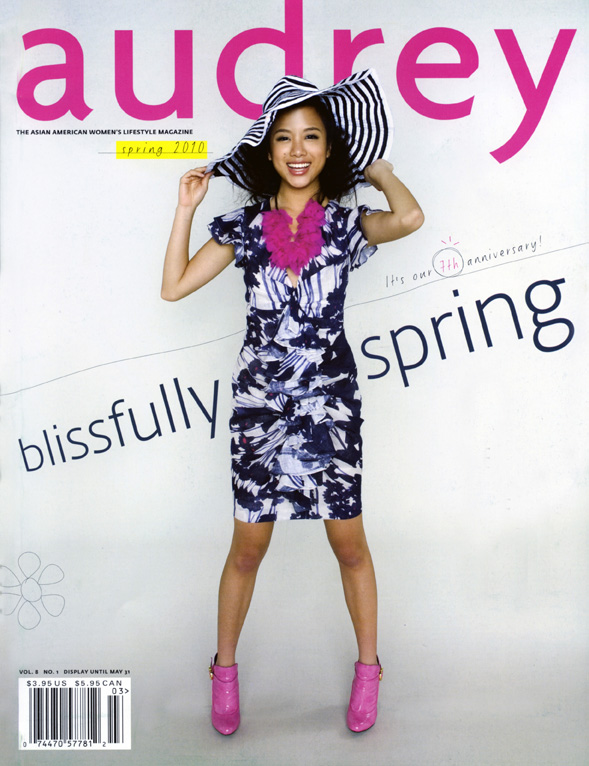 audrey
THE ASIAN AMERICAN WOMEN'S LIFESTYLE MAGAZINE
spring 2010
It's our 7th anniversary!
blissfully spring
VOL. 8 NO. 1 DISPLAY UNTIL MAY 31
$3.95US $5.95CAN
03>
0 74470 57781 2